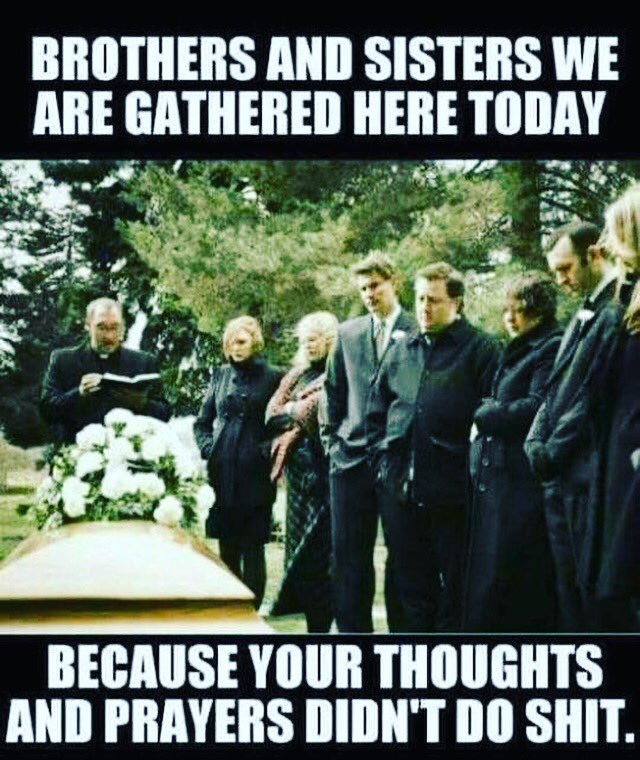 BROTHERS AND SISTERS WE
ARE GATHERED HERE TODAY
BECAUSE YOUR THOUGHTS
AND PRAYERS DIDN'T DO SHIT.